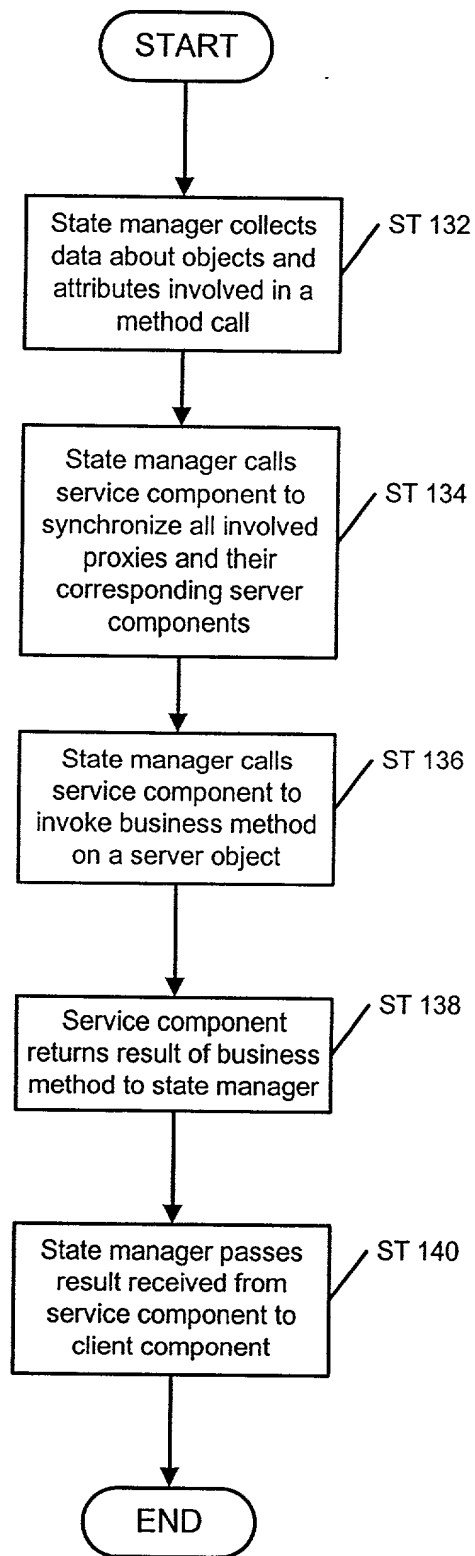 START
State manager collects
data about objects and
attributes involved in a
method call
ST 132
State manager calls
service component to
synchronize all involved
proxies and their
corresponding server
components
ST 134
State manager calls
service component to
invoke business method
on a server object
ST 136
Service component
returns result of business
method to state manager
ST 138
State manager passes
result received from
service component to
client component
ST 140
END